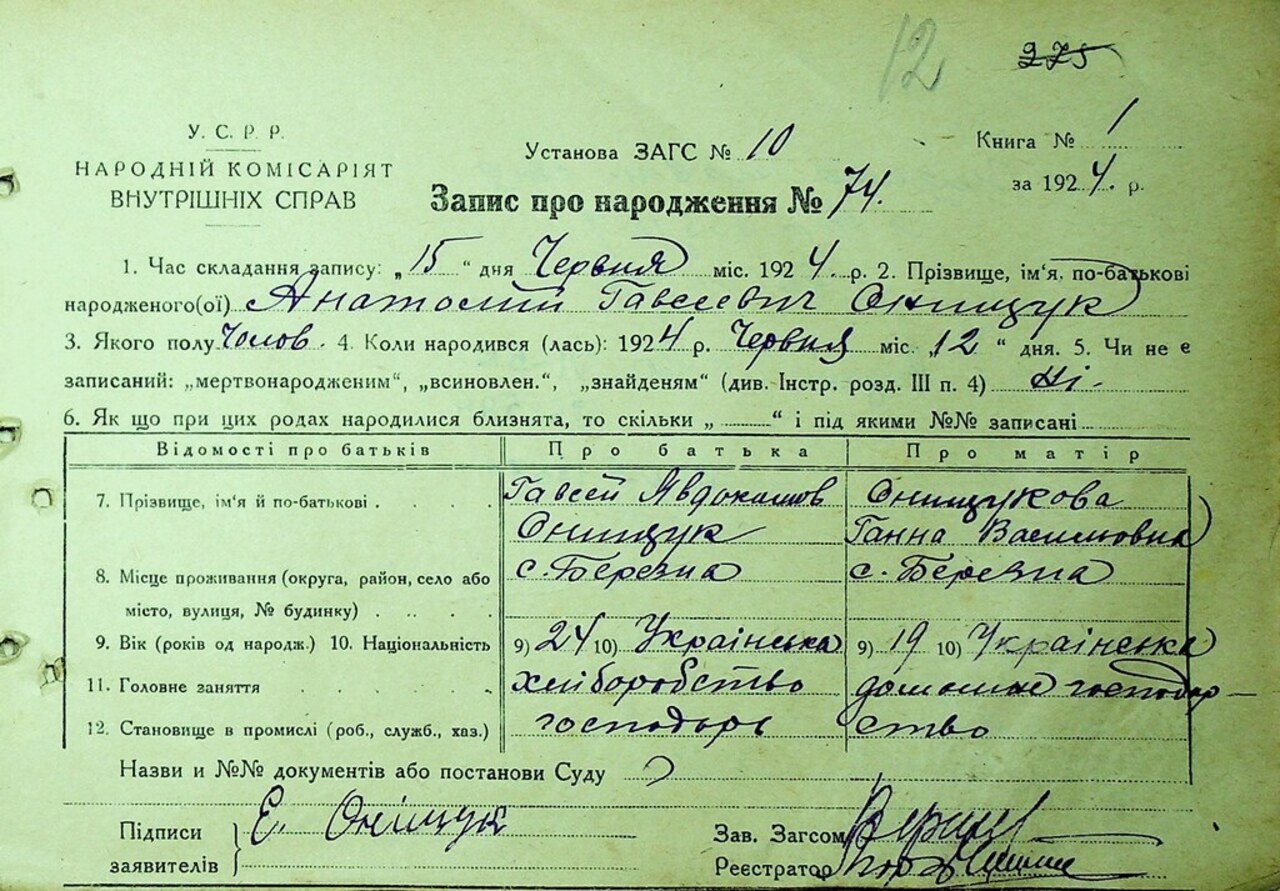 12 275
У. С. Р. Р.
НАРОДНІЙ КОМІСАРІЯТ
ВНУТРІШНІХ СПРАВ
Установа ЗАГС № 10
Книга № 1
за 1924. р.
Запис про народження № 74.
1. Час складання запису: „15“ дня Червня міс. 1924. р. 2. Прізвище, ім'я. по-батькові
народженого(ої) Анатолий Гавсеевич Онищук
3. Якого полу Чолов. 4. Коли народився (лась): 1924 р. Червня міс. „12“ дня. 5. Чи не є
записаний: „мертвонародженим“, „всиновлен.“, „знайденям“ (див. Інстр. розд. III п. 4) ні.
6. Як що при цих родах народилися близнята, то скільки „ “ і під якими №№ записані
Відомості про батьків Про батька Про матір
7. Прізвище, ім'я й по-батькові Гавсей Явдокимов Онищукова
Онищук Ганна Василовна
8. Місце проживання (округа, район, село або с. Березна с. Березна
місто, вулиця, № будинку)
9. Вік (років од народж.) 10. Національність 9) 24 10) Українська 9) 19 10) Українська
11. Головне заняття хліборобство домашнє господар-
12. Становище в промислі (роб., служб., хаз.) господарь ство
Назви и №№ документів або постанови Суду
Підписи
заявителів
Е. Оніщук
Зав. Загсом
Реєстратор